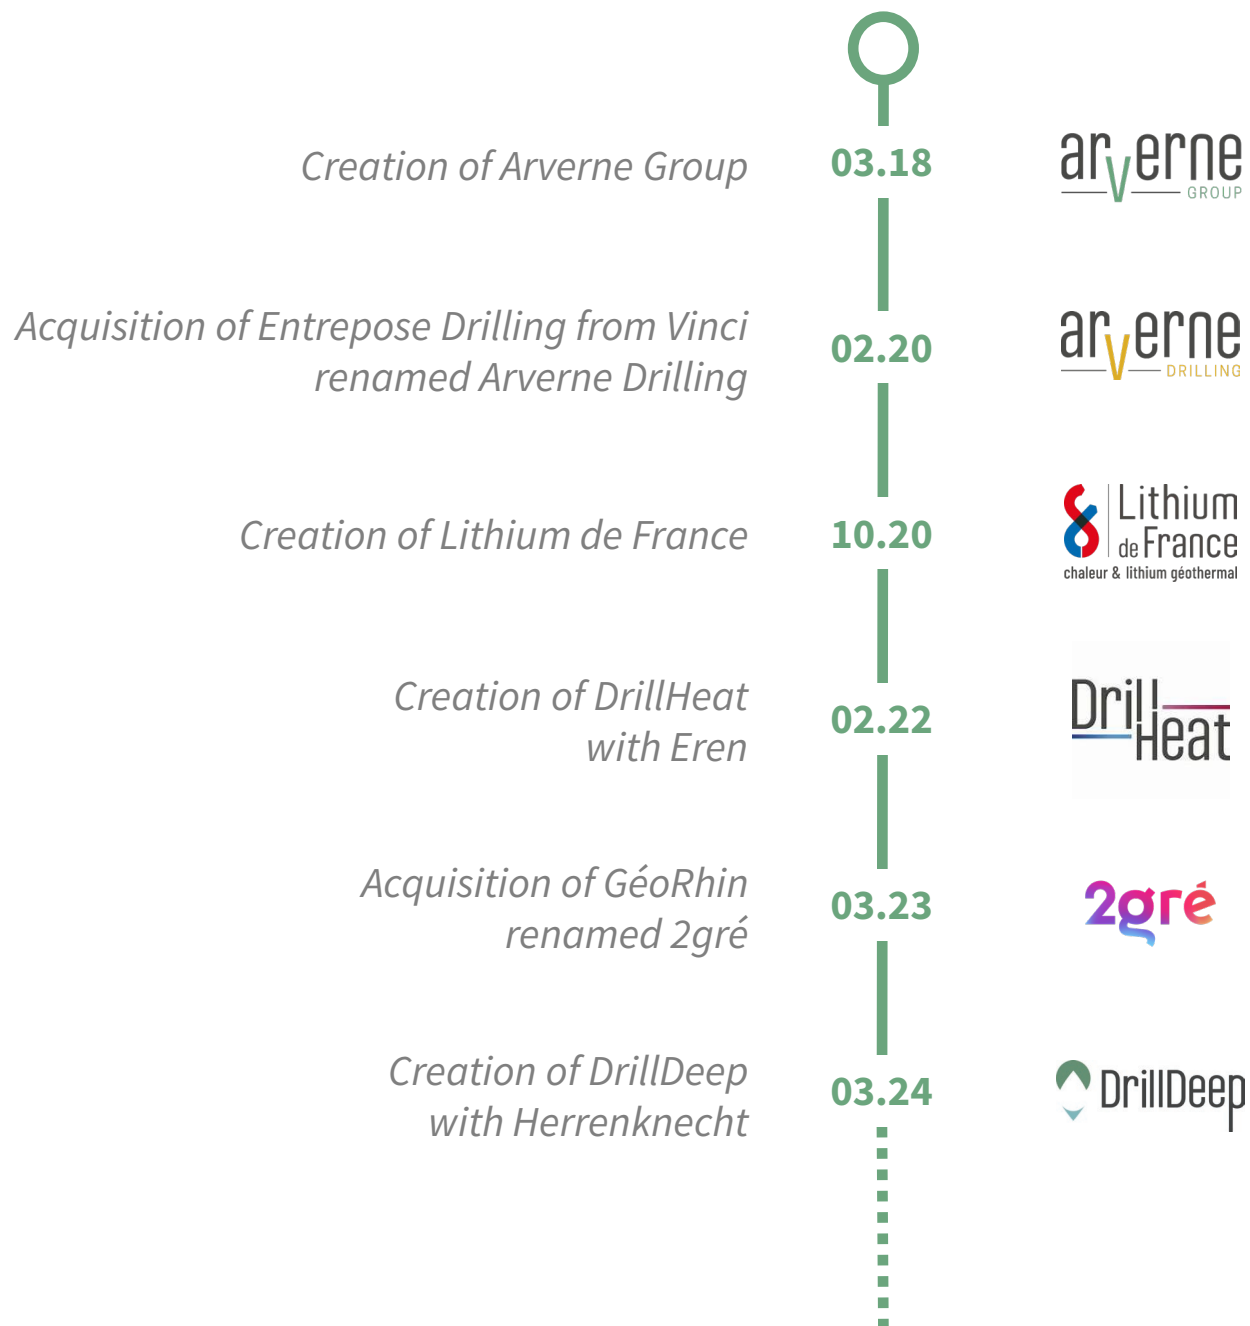 Creation of Arverne Group
03.18
arverne
GROUP
Acquisition of Entrepose Drilling from Vinci
renamed Arverne Drilling
02.20
arverne
DRILLING
Creation of Lithium de France
10.20
Lithium
de France
chaleur & lithium géothermal
Creation of DrillHeat
with Eren
02.22
Drill
Heat
Acquisition of GéoRhin
renamed 2gré
03.23
2gré
Creation of DrillDeep
with Herrenknecht
03.24
DrillDeep